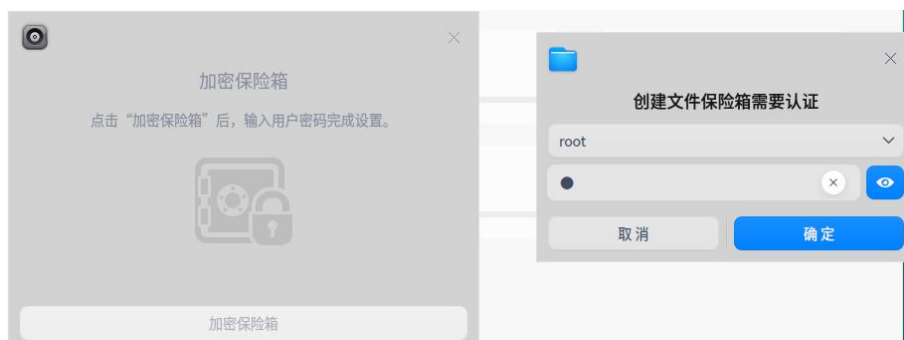 加密保险箱
点击“加密保险箱”后，输入用户密码完成设置。
加密保险箱
创建文件保险箱需要认证
root
取消
确定